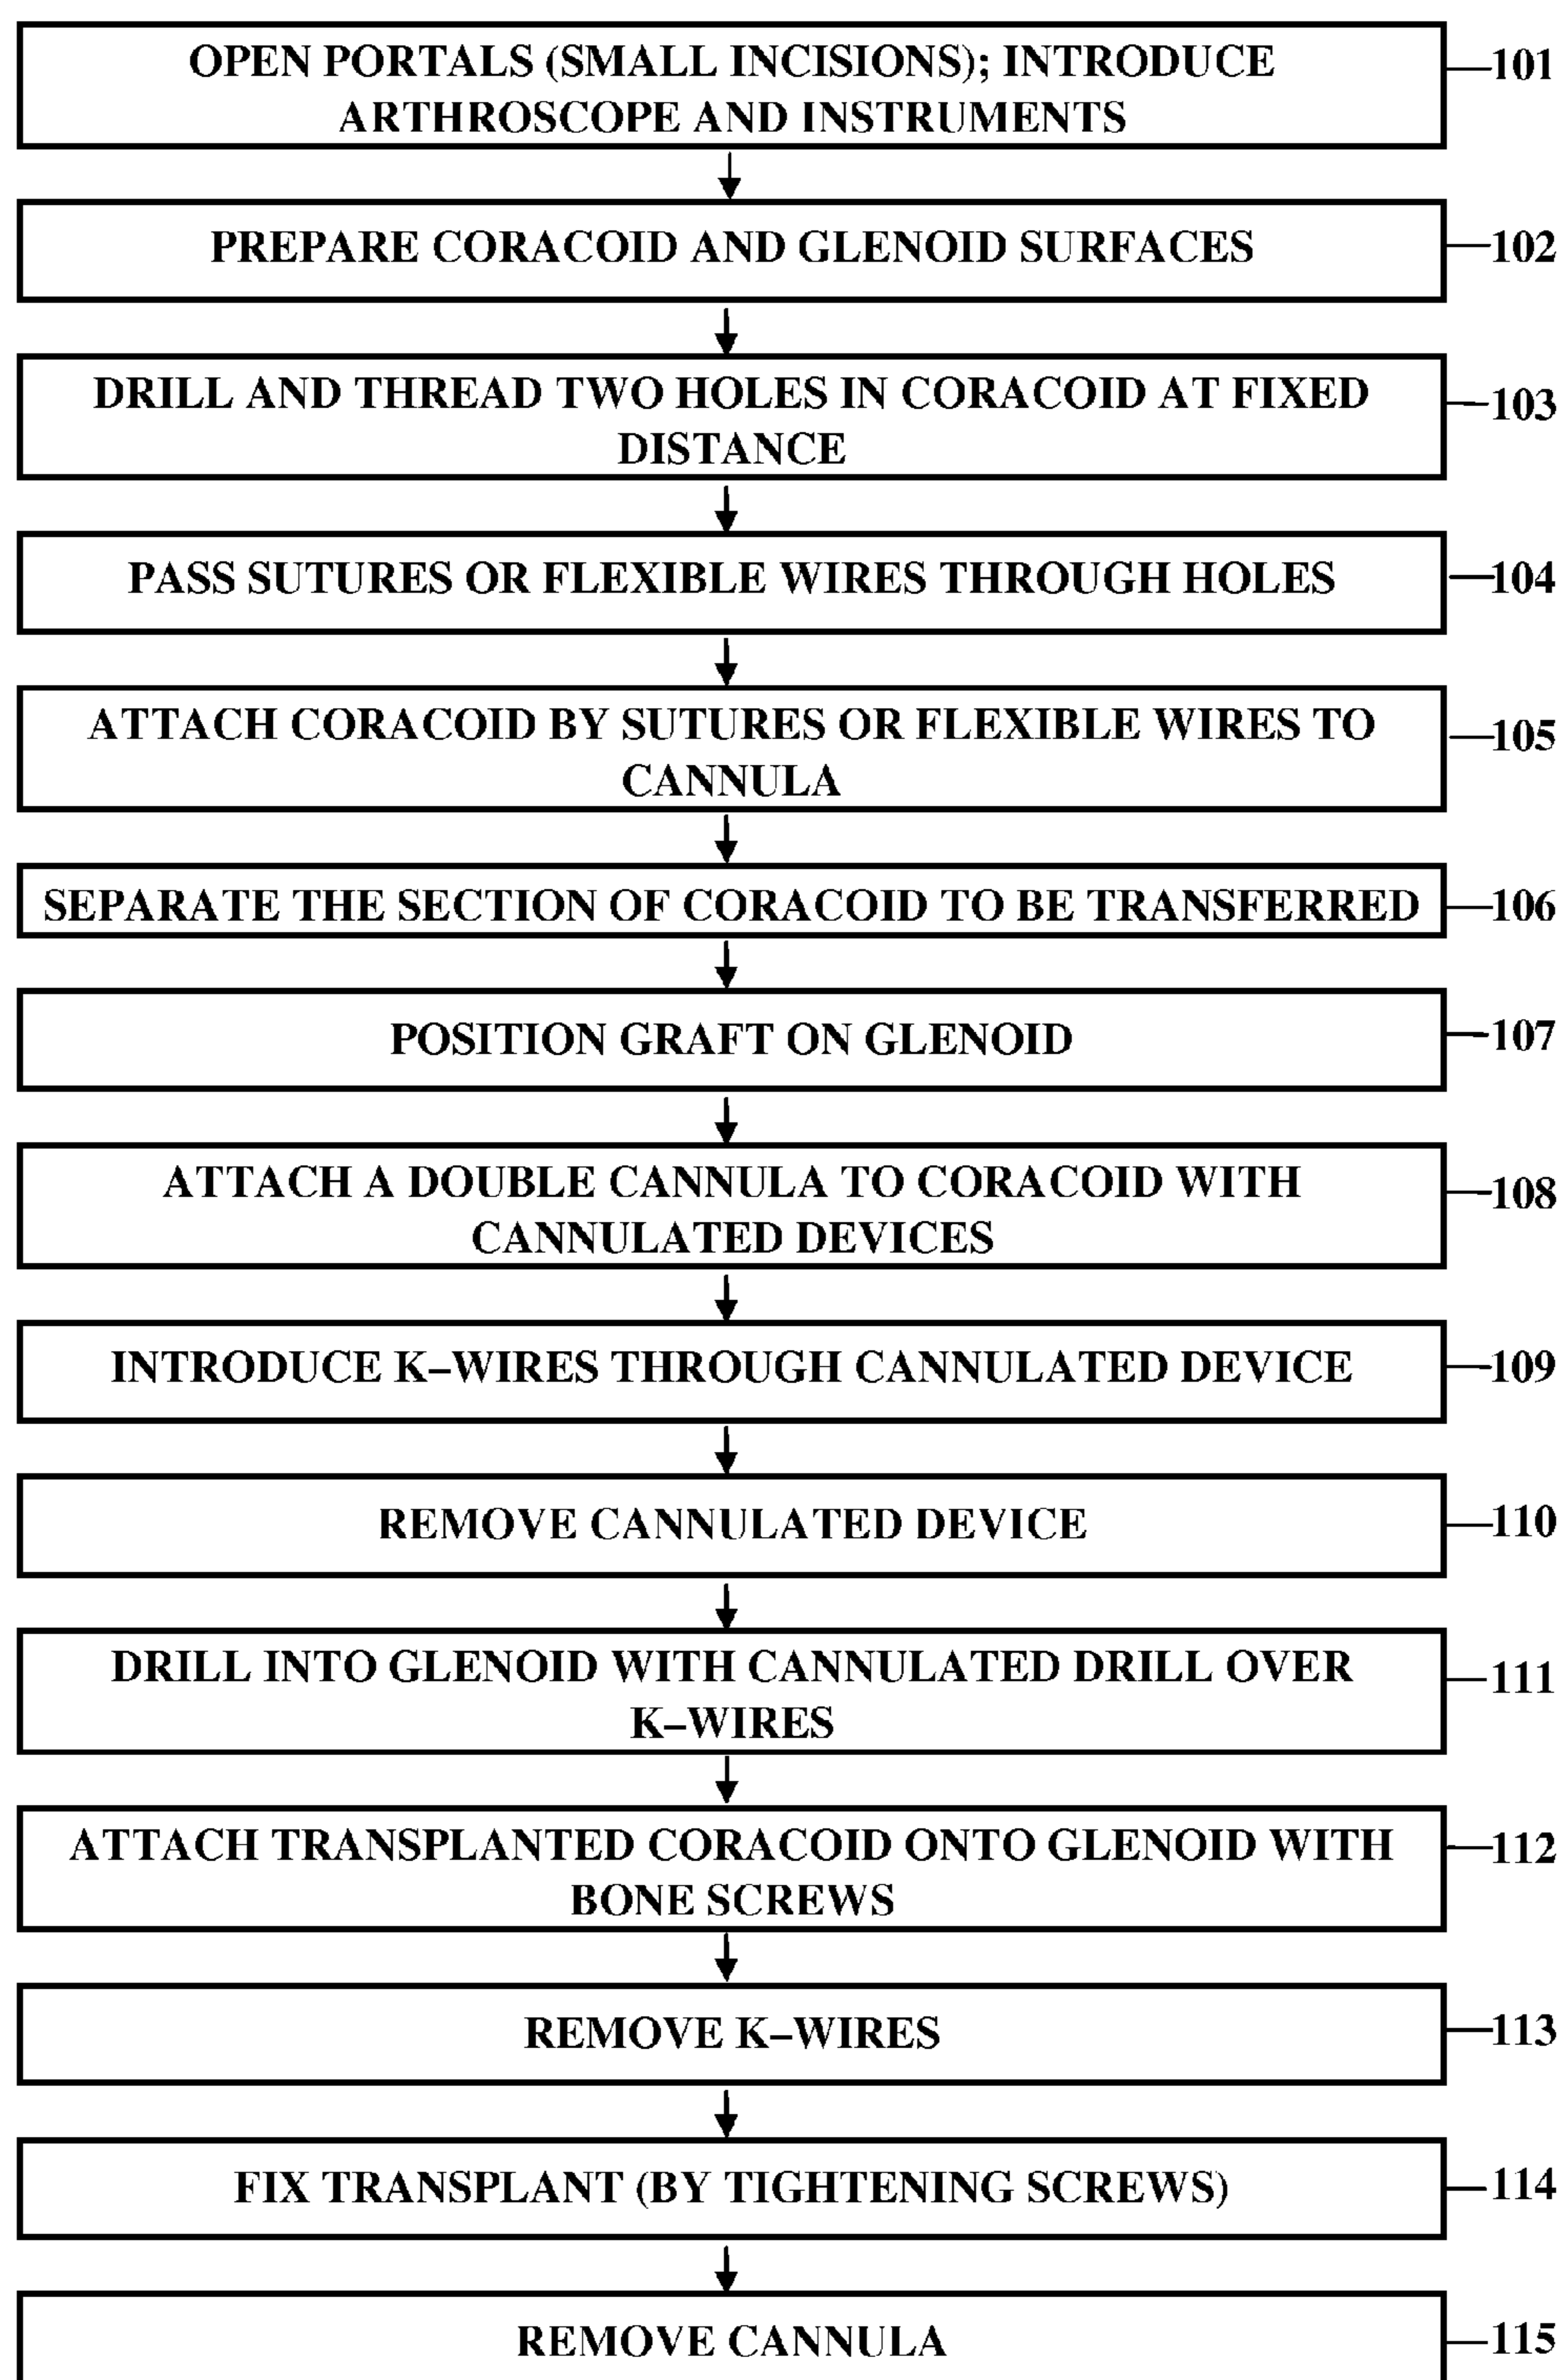 OPEN PORTALS (SMALL INCISIONS); INTRODUCE
ARTHROSCOPE AND INSTRUMENTS
101
PREPARE CORACOID AND GLENOID SURFACES
102
DRILL AND THREAD TWO HOLES IN CORACOID AT FIXED
DISTANCE
103
PASS SUTURES OR FLEXIBLE WIRES THROUGH HOLES
104
ATTACH CORACOID BY SUTURES OR FLEXIBLE WIRES TO
CANNULA
105
SEPARATE THE SECTION OF CORACOID TO BE TRANSFERRED
106
POSITION GRAFT ON GLENOID
107
ATTACH A DOUBLE CANNULA TO CORACOID WITH
CANNULATED DEVICES
108
INTRODUCE K–WIRES THROUGH CANNULATED DEVICE
109
REMOVE CANNULATED DEVICE
110
DRILL INTO GLENOID WITH CANNULATED DRILL OVER
K–WIRES
111
ATTACH TRANSPLANTED CORACOID ONTO GLENOID WITH
BONE SCREWS
112
REMOVE K–WIRES
113
FIX TRANSPLANT (BY TIGHTENING SCREWS)
114
REMOVE CANNULA
115